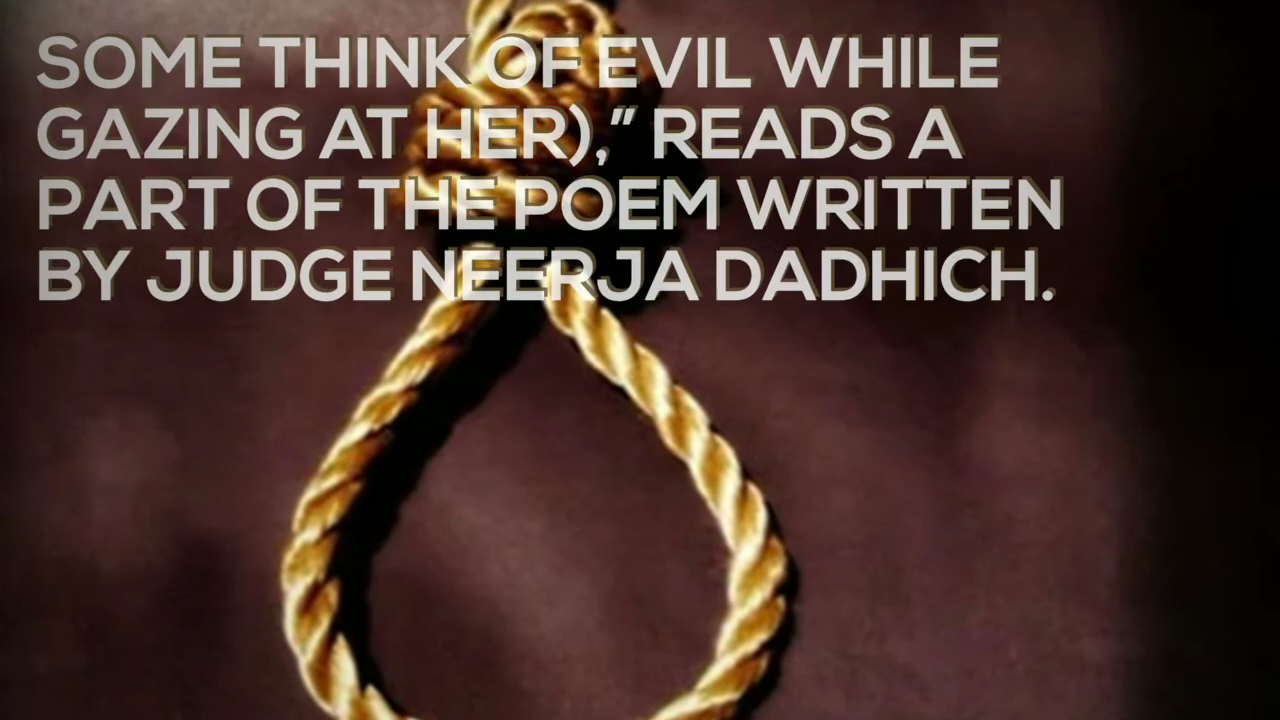 SOME THINK OF EVIL WHILE
GAZING AT HER),” READS A
PART OF THE POEM WRITTEN
BY JUDGE NEERJA DADHICH.